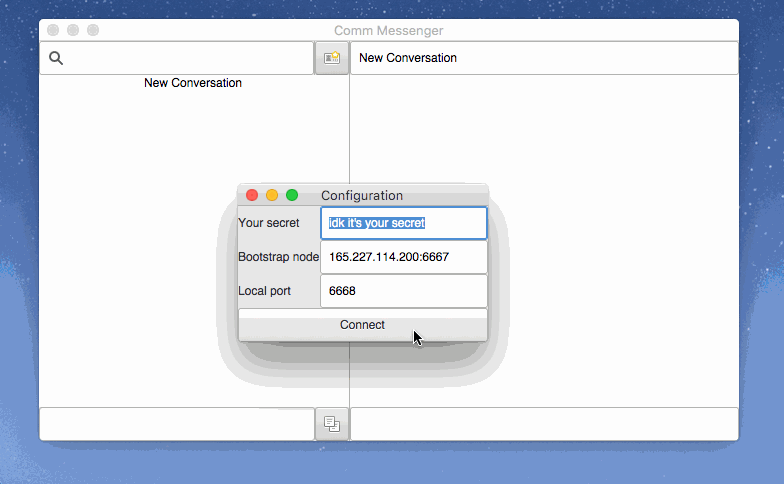 Comm Messenger
New Conversation
New Conversation
Configuration
Your secret
idk it's your secret
Bootstrap node
165.227.114.200:6667
Local port
6668
Connect